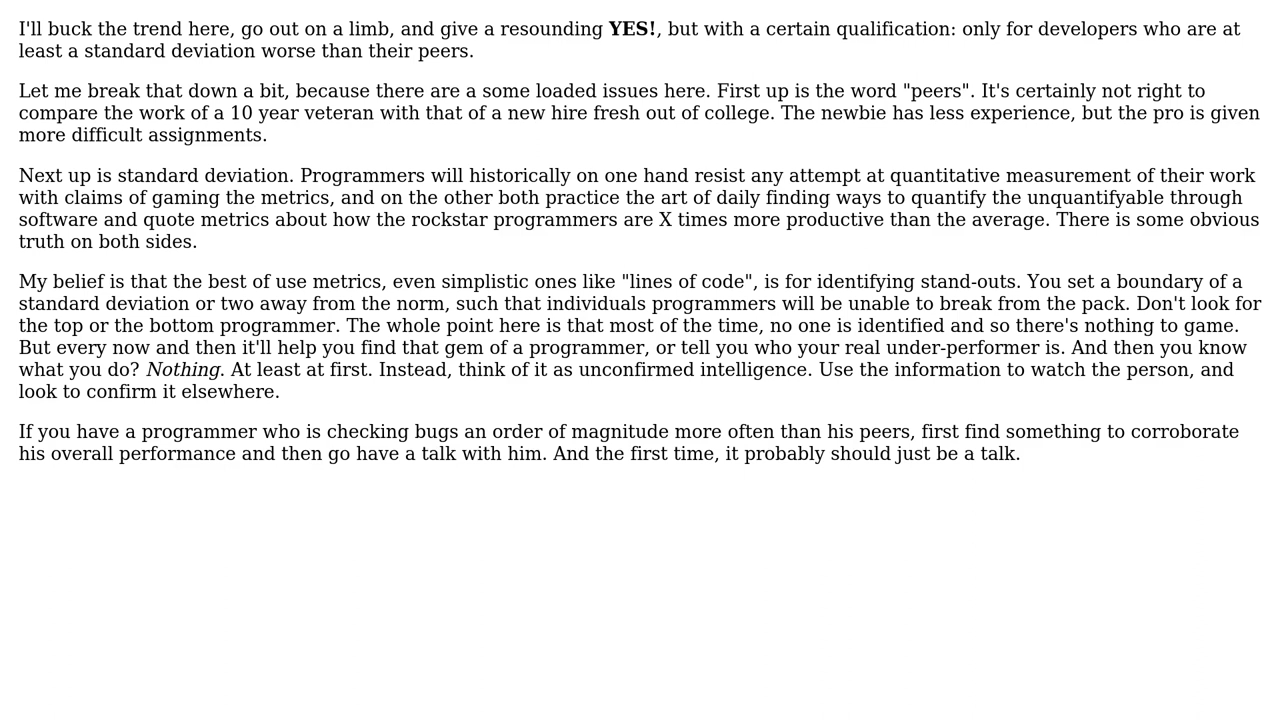 I'll buck the trend here, go out on a limb, and give a resounding YES!, but with a certain qualification: only for developers who are at
least a standard deviation worse than their peers.
Let me break that down a bit, because there are a some loaded issues here. First up is the word "peers". It's certainly not right to
compare the work of a 10 year veteran with that of a new hire fresh out of college. The newbie has less experience, but the pro is given
more difficult assignments.
Next up is standard deviation. Programmers will historically on one hand resist any attempt at quantitative measurement of their work
with claims of gaming the metrics, and on the other both practice the art of daily finding ways to quantify the unquantifyable through
software and quote metrics about how the rockstar programmers are X times more productive than the average. There is some obvious
truth on both sides.
My belief is that the best of use metrics, even simplistic ones like "lines of code", is for identifying stand-outs. You set a boundary of a
standard deviation or two away from the norm, such that individuals programmers will be unable to break from the pack. Don't look for
the top or the bottom programmer. The whole point here is that most of the time, no one is identified and so there's nothing to game.
But every now and then it'll help you find that gem of a programmer, or tell you who your real under-performer is. And then you know
what you do? Nothing. At least at first. Instead, think of it as unconfirmed intelligence. Use the information to watch the person, and
look to confirm it elsewhere.
If you have a programmer who is checking bugs an order of magnitude more often than his peers, first find something to corroborate
his overall performance and then go have a talk with him. And the first time, it probably should just be a talk.